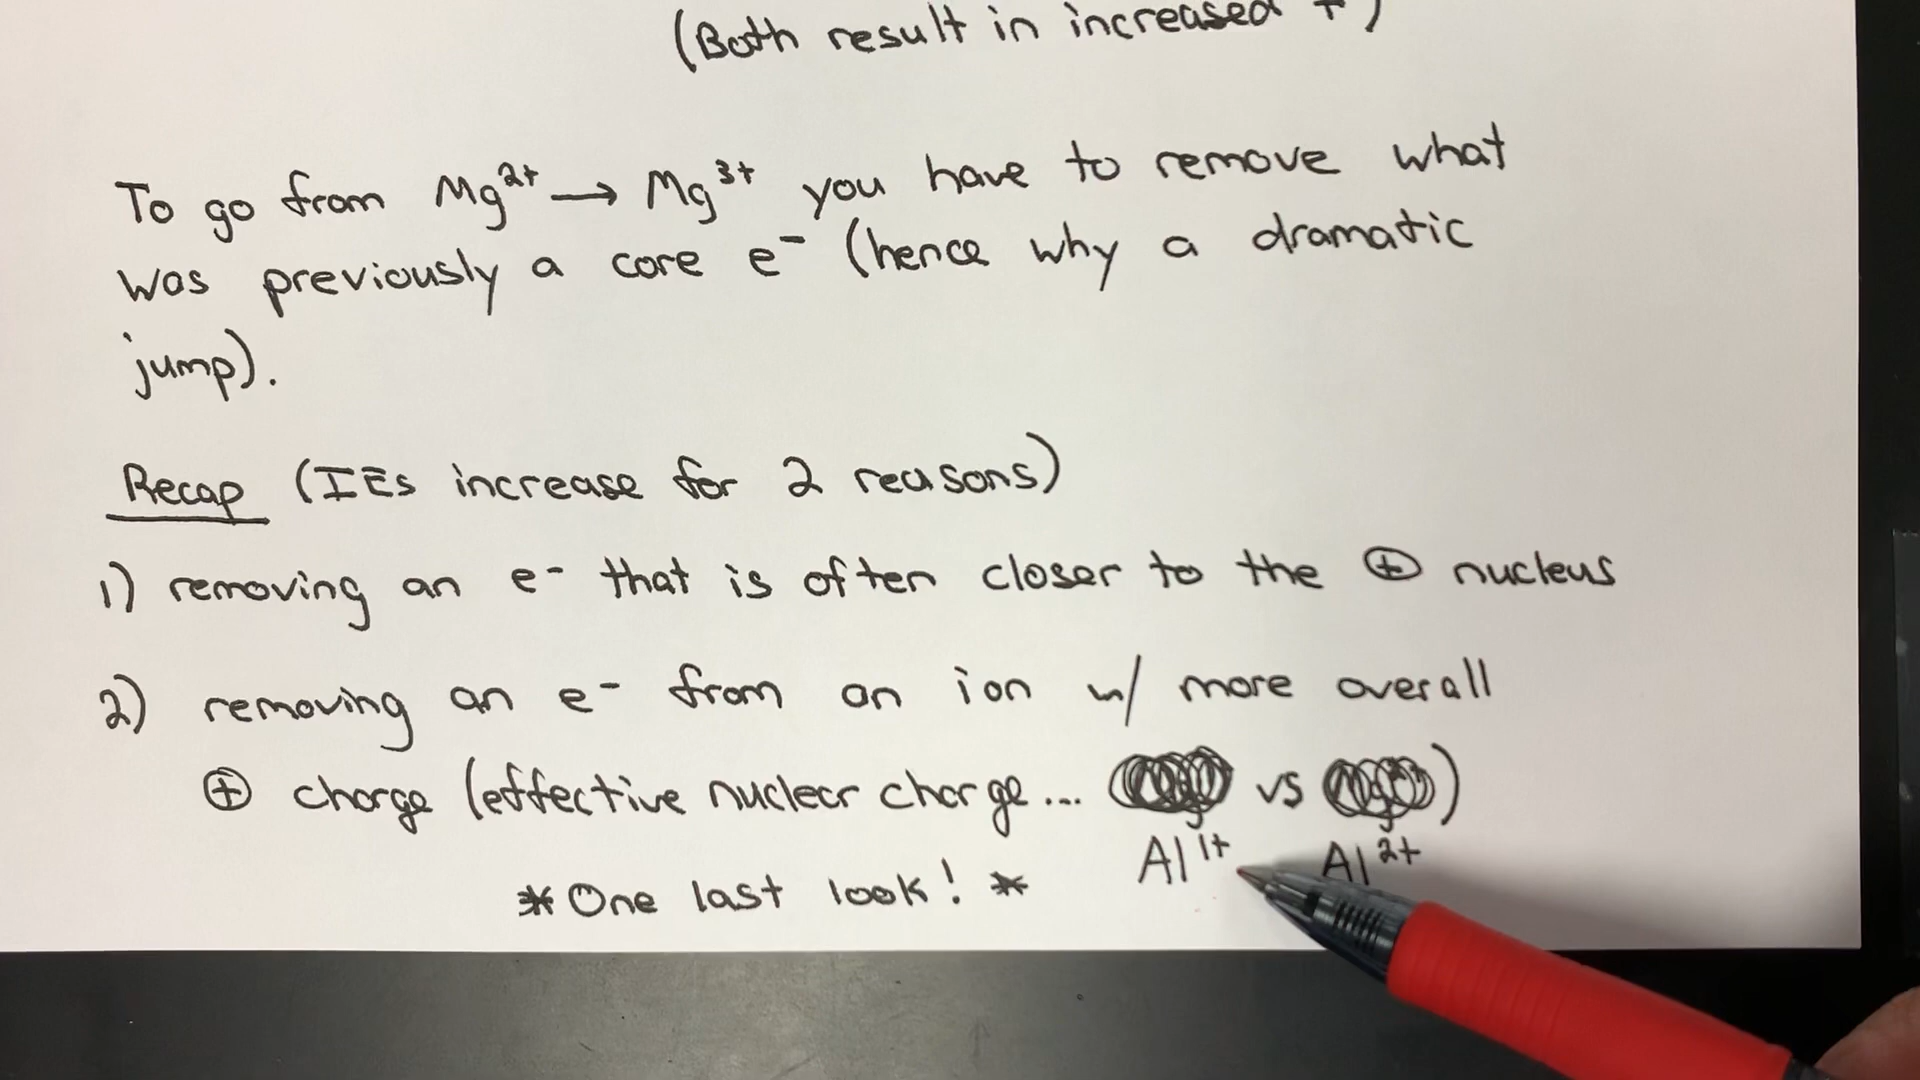 (Both result in increased
To go from Mg²⁺ → Mg³⁺ you have to remove what
was previously a core e⁻ (hence why a dramatic
jump).
Recap (IEs increase for 2 reasons)
1) removing an e⁻ that is often closer to the ⊕ nucleus
2) removing an e⁻ from an ion w/ more overall
⊕ charge (effective nuclear charge... vs )
Al¹⁺ Al²⁺
*One last look! *